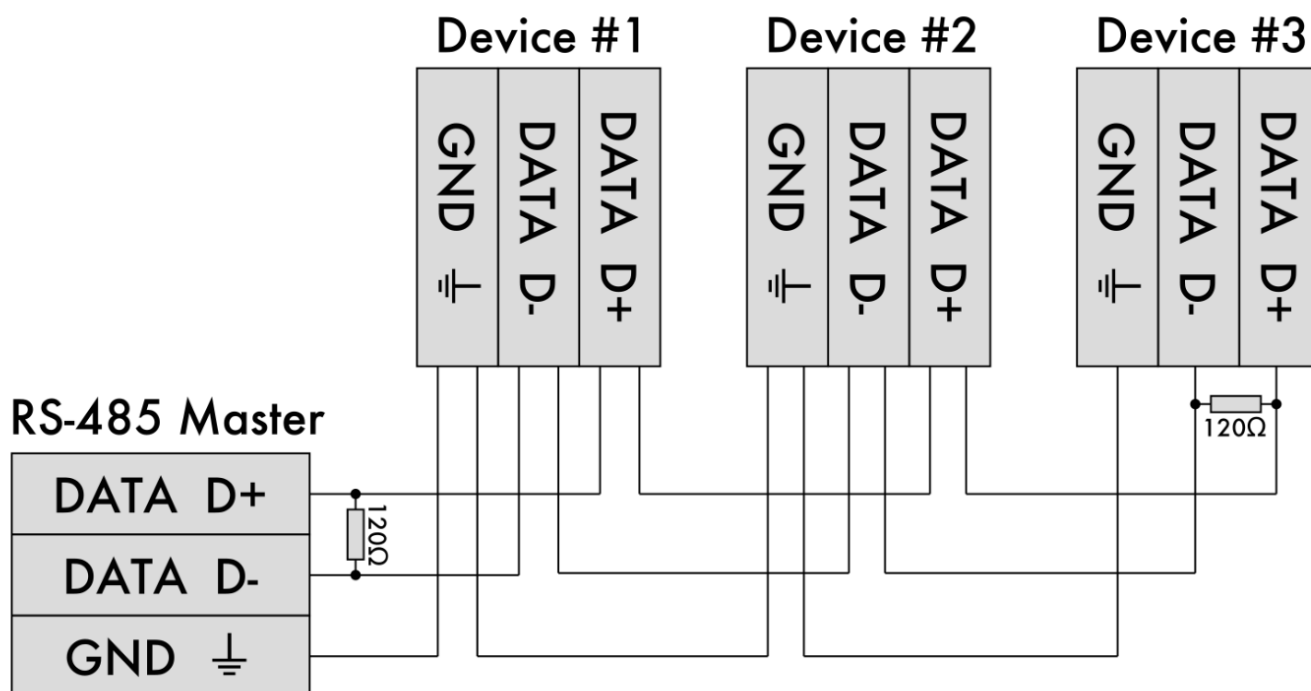 Device #1
Device #2
Device #3
GND
DATA D-
DATA D+
GND
DATA D-
DATA D+
GND
DATA D-
DATA D+
RS-485 Master
120Ω
DATA D+
120Ω
DATA D-
GND